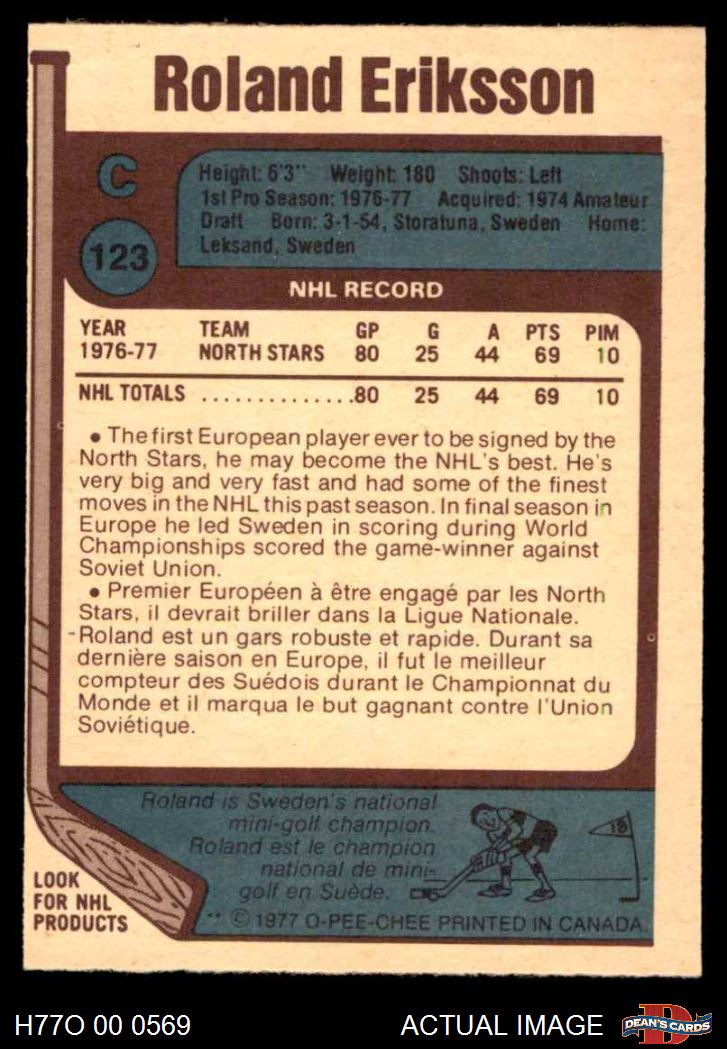 Roland Eriksson
C
123
Height: 6'3" Weight: 180 Shoots: Left
1st Pro Season: 1976-77 Acquired: 1974 Amateur
Draft Born: 3-1-54, Storatuna, Sweden Home:
Leksand, Sweden
NHL RECORD
YEAR TEAM GP G A PTS PIM
1976-77 NORTH STARS 80 25 44 69 10
NHL TOTALS ..............80 25 44 69 10
• The first European player ever to be signed by the
North Stars, he may become the NHL's best. He's
very big and very fast and had some of the finest
moves in the NHL this past season. In final season in
Europe he led Sweden in scoring during World
Championships scored the game-winner against
Soviet Union.
• Premier Européen à être engagé par les North
Stars, il devrait briller dans la Ligue Nationale.
-Roland est un gars robuste et rapide. Durant sa
dernière saison en Europe, il fut le meilleur
compteur des Suédois durant le Championnat du
Monde et il marqua le but gagnant contre l'Union
Soviétique.
Roland is Sweden's national
mini-golf champion.
Roland est le champion
national de mini-
golf en Suède.
18
LOOK
FOR NHL
PRODUCTS
** © 1977 O-PEE-CHEE PRINTED IN CANADA.
H77O 00 0569 ACTUAL IMAGE
D
DEAN'S CARDS